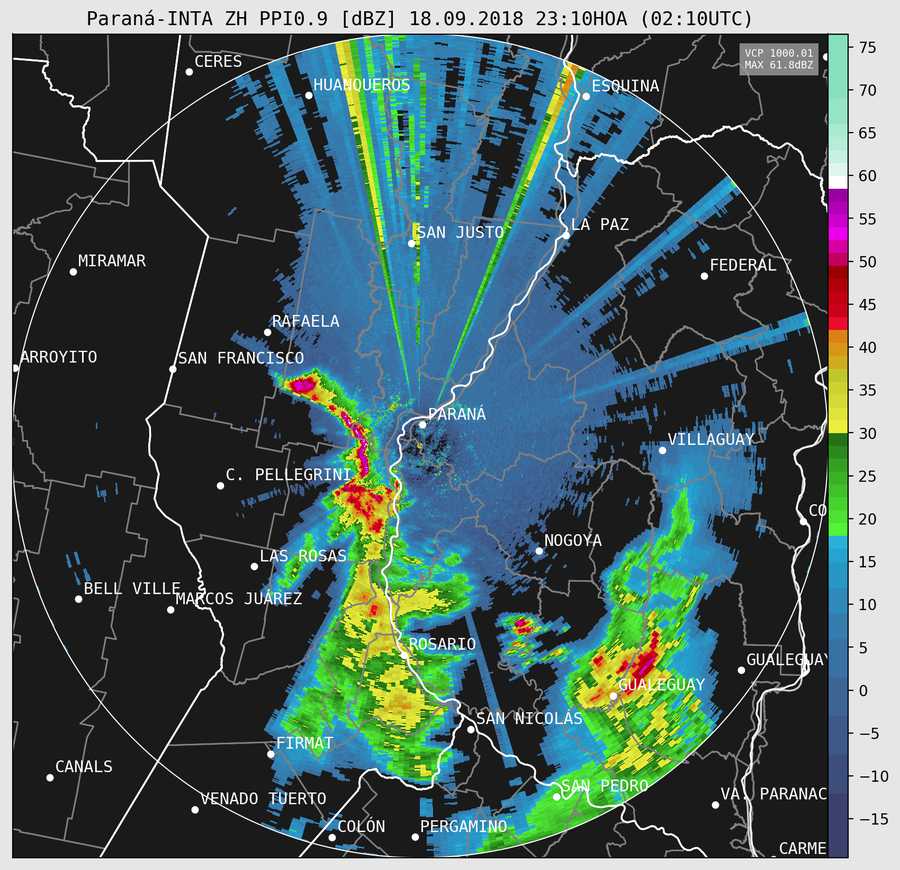 Paraná-INTA ZH PPI0.9 [dBZ] 18.09.2018 23:10HOA (02:10UTC)
VCP 1000.01
MAX 61.8dBZ
CERES
HUANQUEROS
ESQUINA
SAN JUSTO
LA PAZ
MIRAMAR
FEDERAL
RAFAELA
ARROYITO
SAN FRANCISCO
PARANÁ
VILLAGUAY
C. PELLEGRINI
CO
NOGOYA
LAS ROSAS
BELL VILLE
MARCOS JUÁREZ
ROSARIO
GUALEGUAY
GUALEGUAY
SAN NICOLÁS
FIRMAT
CANALS
SAN PEDRO
VENADO TUERTO
VA. PARANAC
COLÓN
PERGAMINO
CARME
75
70
65
60
55
50
45
40
35
30
25
20
15
10
5
0
−5
−10
−15